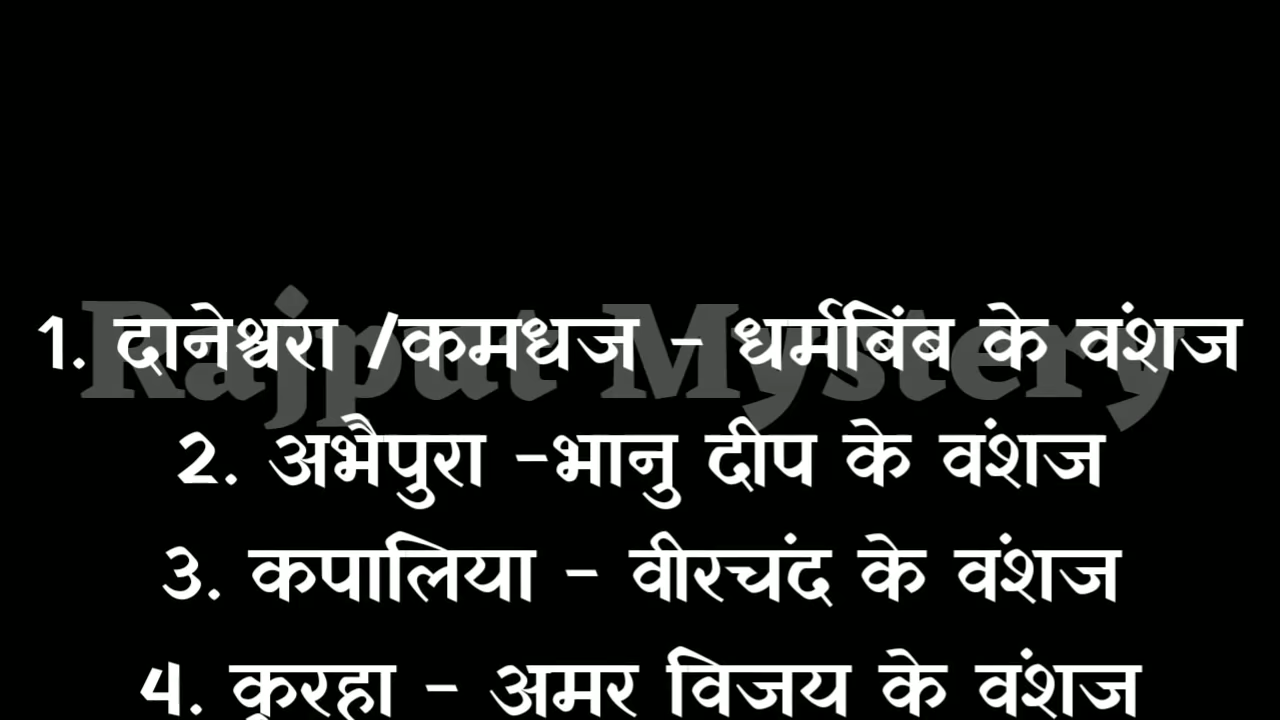 Rajput Mystery
1. दानेश्वरा /कमधज - धर्मबिंब के वंशज
2. अभैपुरा -भानु दीप के वंशज
3. कपालिया - वीरचंद के वंशज
4. कुरहा - अमर विजय के वंशज